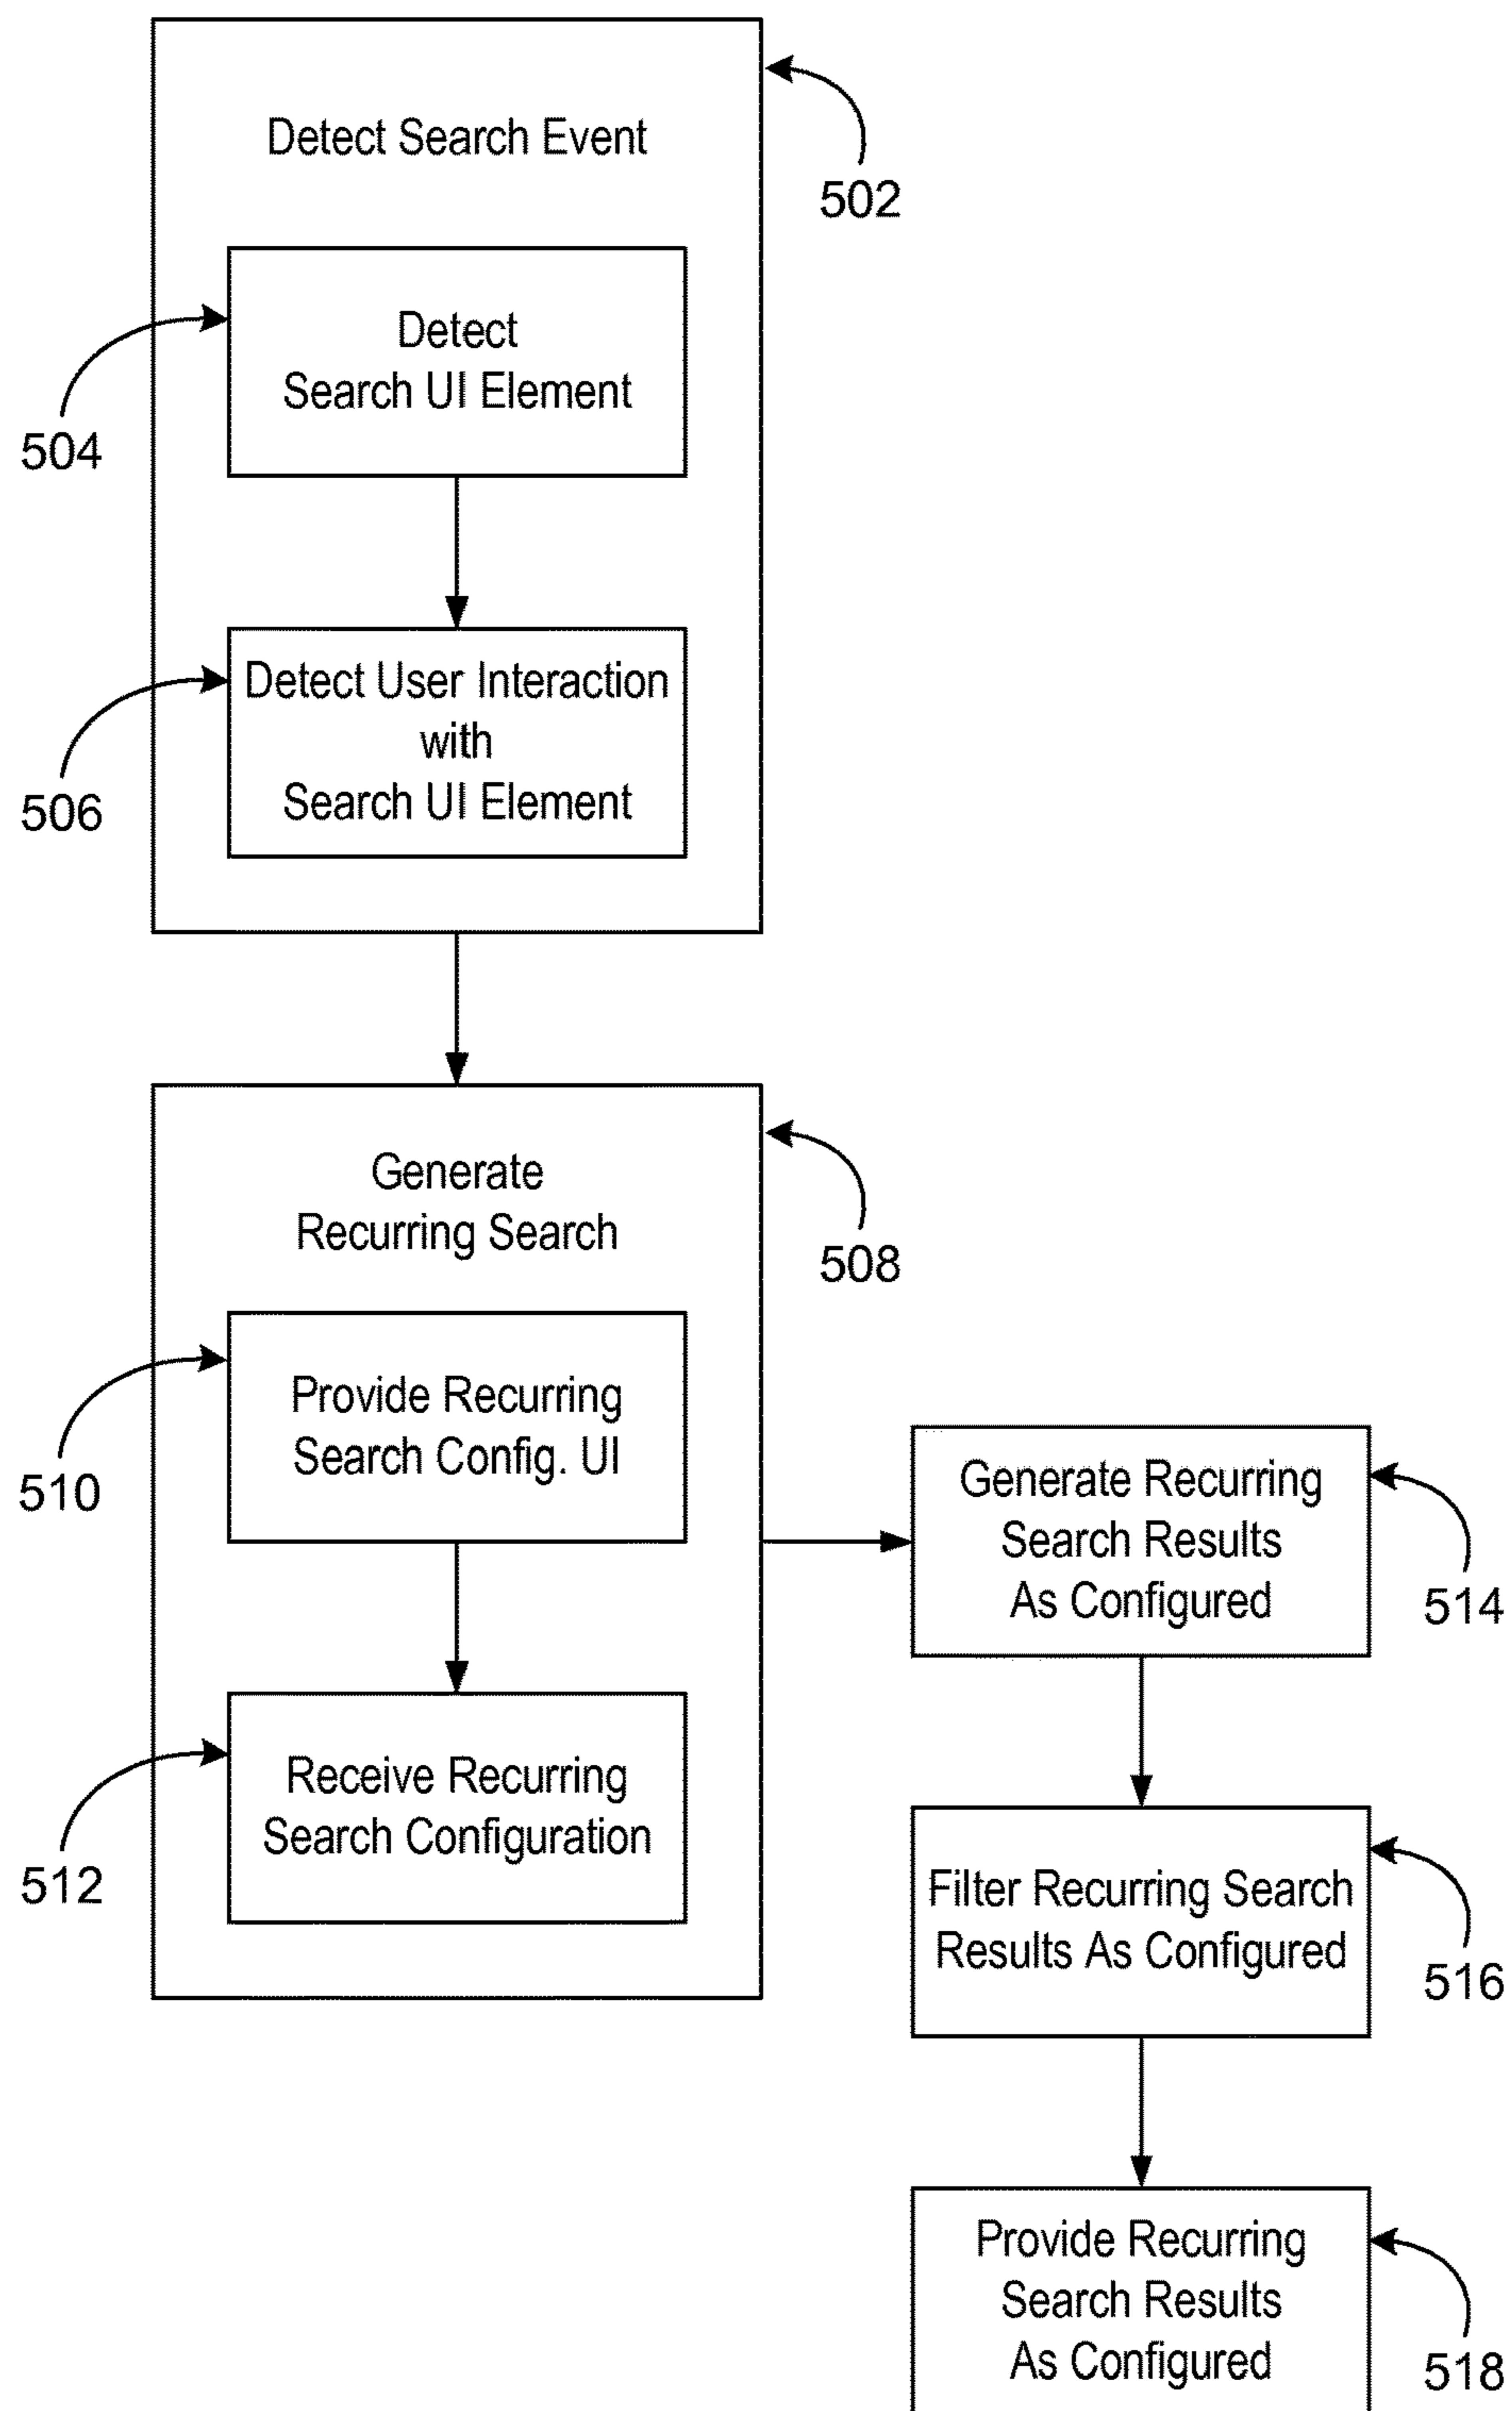 Detect Search Event
502
Detect
Search UI Element
504
Detect User Interaction
with
Search UI Element
506
Generate
Recurring Search
508
Provide Recurring
Search Config. UI
510
Receive Recurring
Search Configuration
512
Generate Recurring
Search Results
As Configured
514
Filter Recurring Search
Results As Configured
516
Provide Recurring
Search Results
As Configured
518